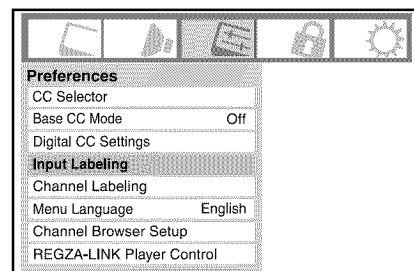 Preferences
CC Selector
Base CC Mode Off
Digital CC Settings
Input Labeling
Channel Labeling
Menu Language English
Channel Browser Setup
REGZA-LINK Player Control